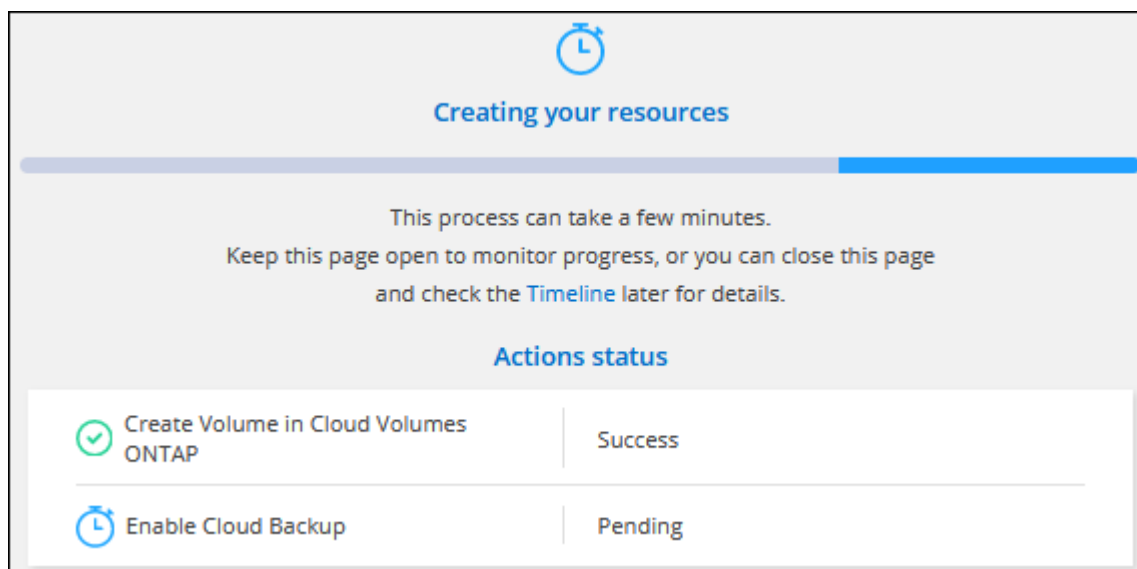 Creating your resources
This process can take a few minutes.
Keep this page open to monitor progress, or you can close this page
and check the Timeline later for details.
Actions status
Create Volume in Cloud Volumes
ONTAP
Success
Enable Cloud Backup
Pending